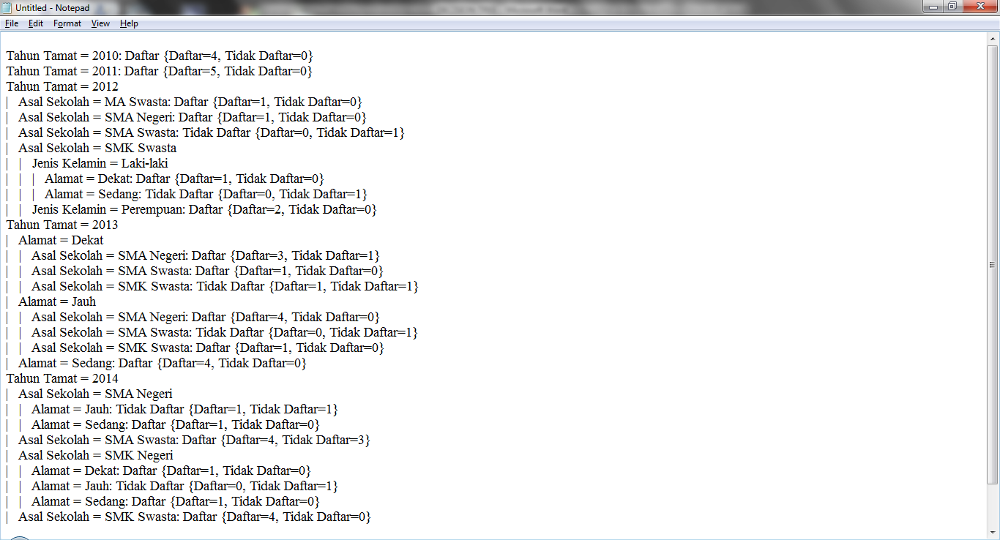 Untitled - Notepad
File Edit Format View Help
Tahun Tamat = 2010: Daftar {Daftar=4, Tidak Daftar=0}
Tahun Tamat = 2011: Daftar {Daftar=5, Tidak Daftar=0}
Tahun Tamat = 2012
| Asal Sekolah = MA Swasta: Daftar {Daftar=1, Tidak Daftar=0}
| Asal Sekolah = SMA Negeri: Daftar {Daftar=1, Tidak Daftar=0}
| Asal Sekolah = SMA Swasta: Tidak Daftar {Daftar=0, Tidak Daftar=1}
| Asal Sekolah = SMK Swasta
| | Jenis Kelamin = Laki-laki
| | | Alamat = Dekat: Daftar {Daftar=1, Tidak Daftar=0}
| | | Alamat = Sedang: Tidak Daftar {Daftar=0, Tidak Daftar=1}
| | Jenis Kelamin = Perempuan: Daftar {Daftar=2, Tidak Daftar=0}
Tahun Tamat = 2013
| Alamat = Dekat
| | Asal Sekolah = SMA Negeri: Daftar {Daftar=3, Tidak Daftar=1}
| | Asal Sekolah = SMA Swasta: Daftar {Daftar=1, Tidak Daftar=0}
| | Asal Sekolah = SMK Swasta: Tidak Daftar {Daftar=1, Tidak Daftar=1}
| Alamat = Jauh
| | Asal Sekolah = SMA Negeri: Daftar {Daftar=4, Tidak Daftar=0}
| | Asal Sekolah = SMA Swasta: Tidak Daftar {Daftar=0, Tidak Daftar=1}
| | Asal Sekolah = SMK Swasta: Daftar {Daftar=1, Tidak Daftar=0}
| Alamat = Sedang: Daftar {Daftar=4, Tidak Daftar=0}
Tahun Tamat = 2014
| Asal Sekolah = SMA Negeri
| | Alamat = Jauh: Tidak Daftar {Daftar=1, Tidak Daftar=1}
| | Alamat = Sedang: Daftar {Daftar=1, Tidak Daftar=0}
| Asal Sekolah = SMA Swasta: Daftar {Daftar=4, Tidak Daftar=3}
| Asal Sekolah = SMK Negeri
| | Alamat = Dekat: Daftar {Daftar=1, Tidak Daftar=0}
| | Alamat = Jauh: Tidak Daftar {Daftar=0, Tidak Daftar=1}
| | Alamat = Sedang: Daftar {Daftar=1, Tidak Daftar=0}
| Asal Sekolah = SMK Swasta: Daftar {Daftar=4, Tidak Daftar=0}